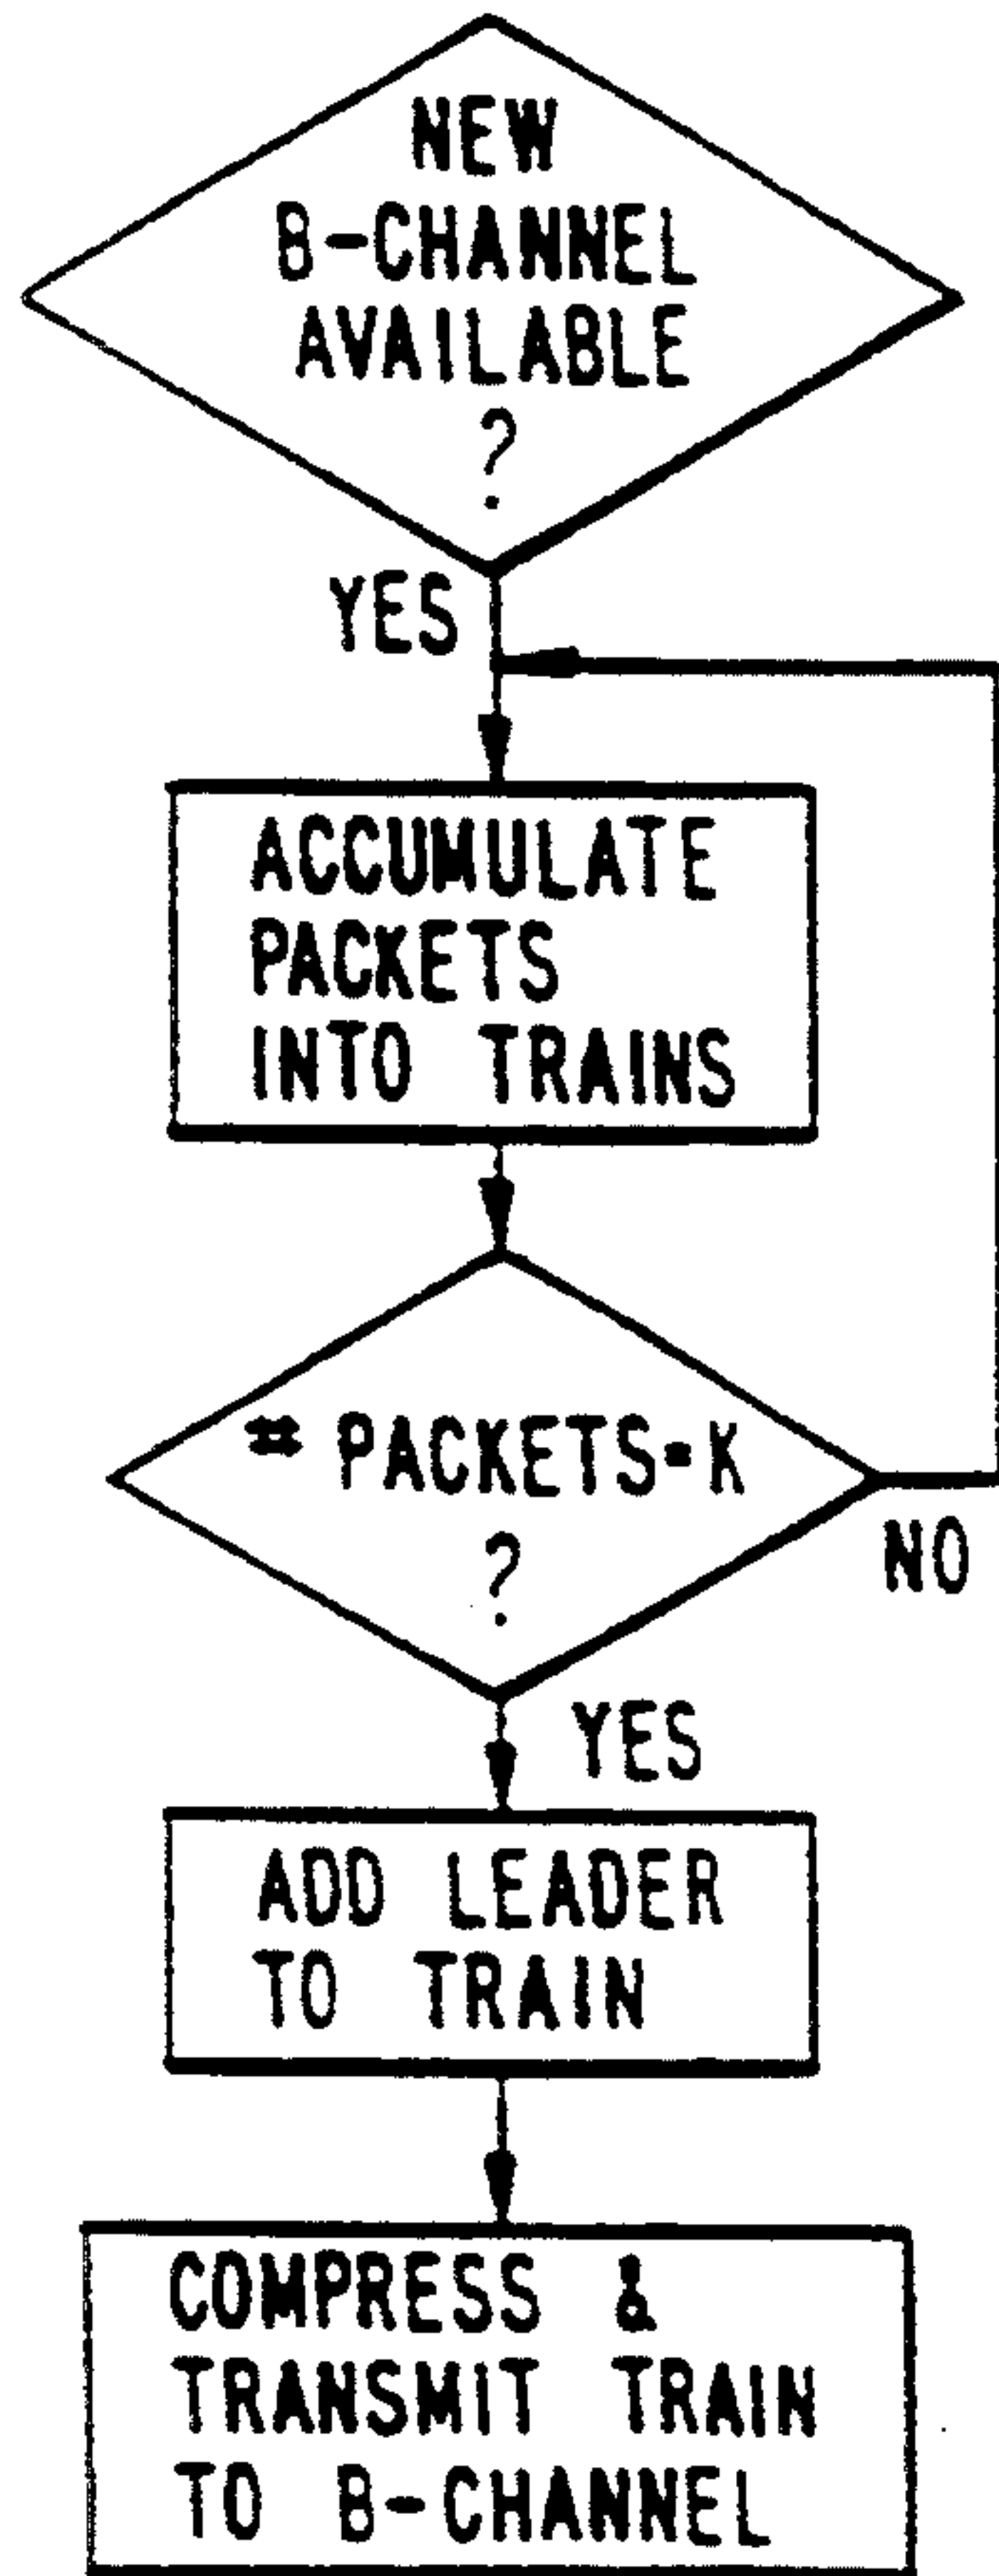 NEW
B-CHANNEL
AVAILABLE
?
YES
ACCUMULATE
PACKETS
INTO TRAINS
# PACKETS=K
?
NO
YES
ADD LEADER
TO TRAIN
COMPRESS &
TRANSMIT TRAIN
TO B-CHANNEL